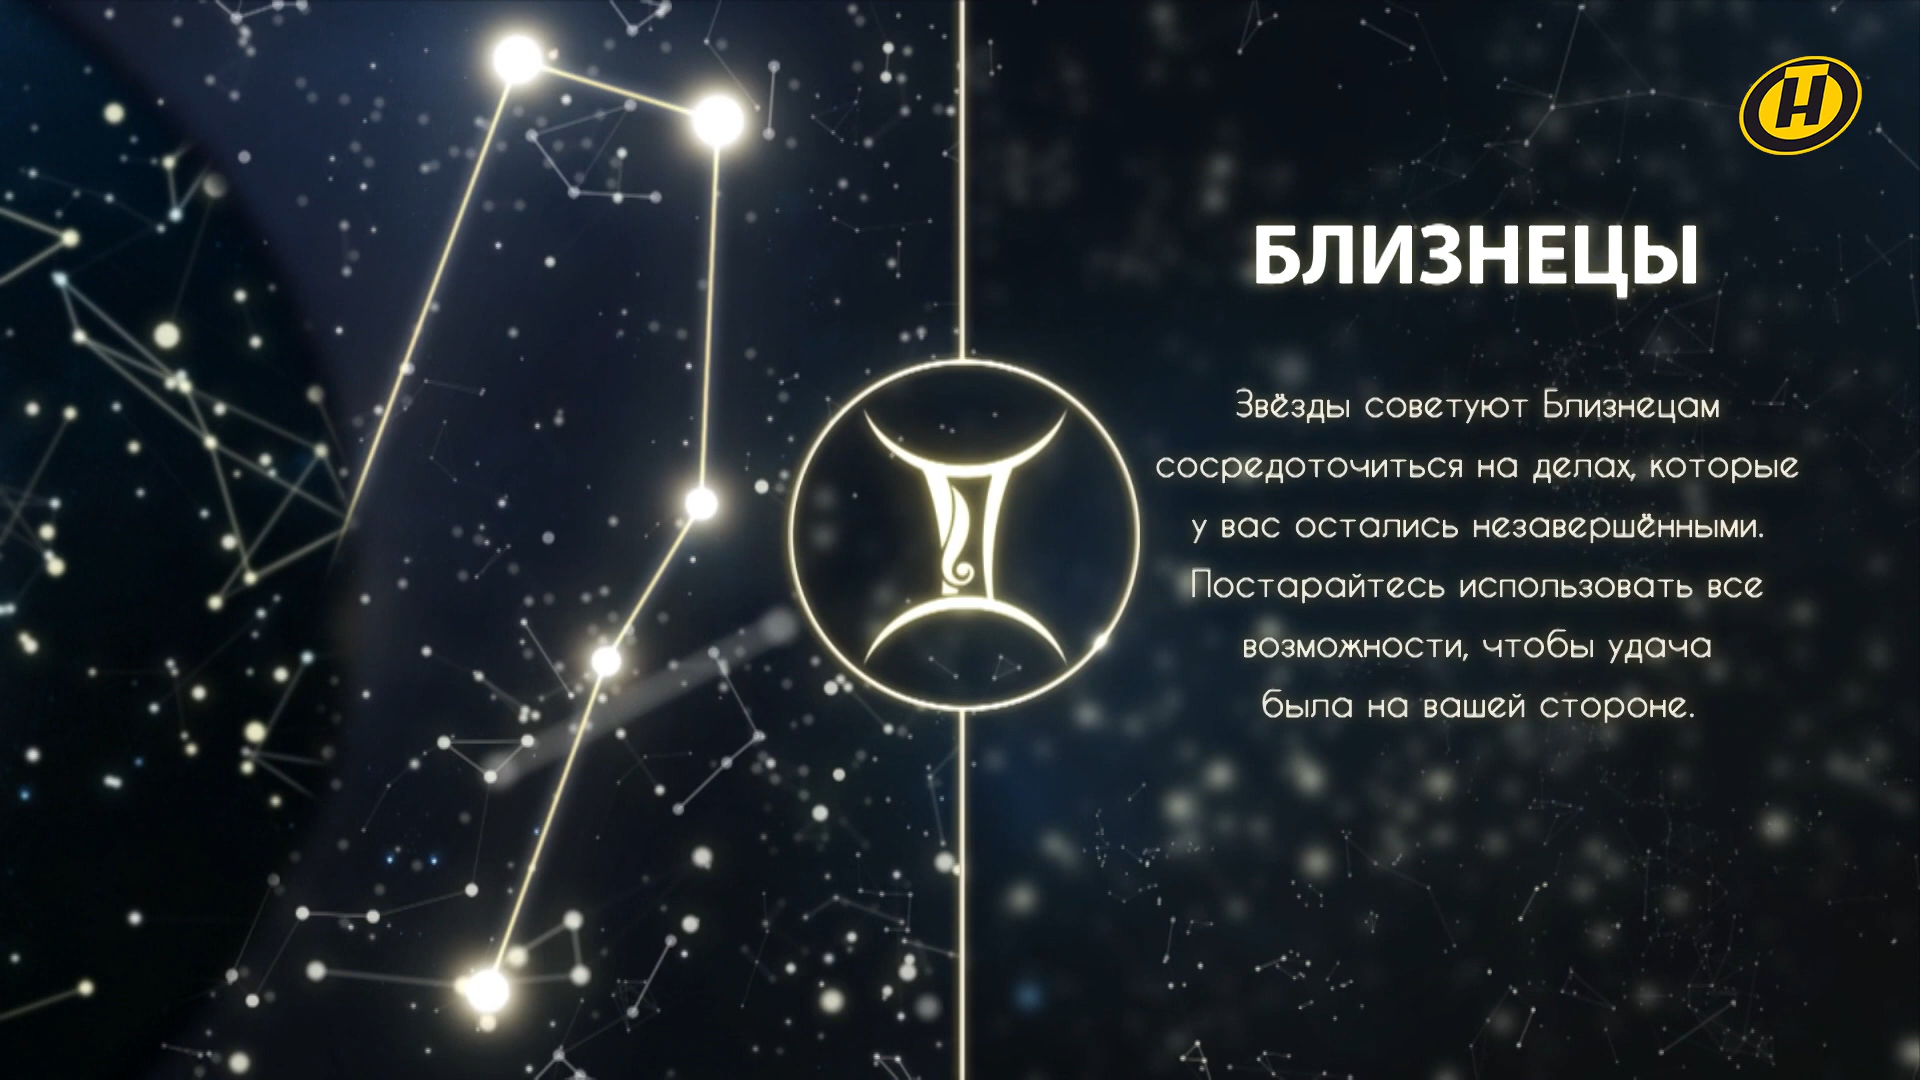 ОНТ
БЛИЗНЕЦЫ
Звёзды советуют Близнецам
сосредоточиться на делах, которые
у вас остались незавершёнными.
Постарайтесь использовать все
возможности, чтобы удача
была на вашей стороне.